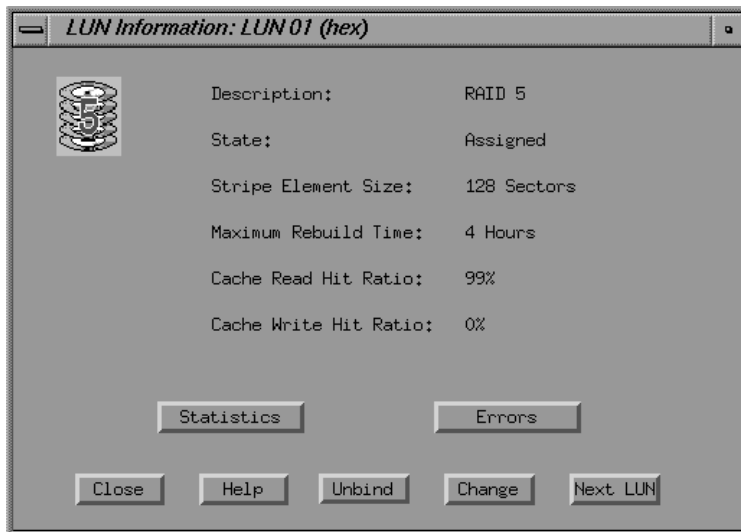 LUN Information: LUN 01 (hex)
5
Description: RAID 5
State: Assigned
Stripe Element Size: 128 Sectors
Maximum Rebuild Time: 4 Hours
Cache Read Hit Ratio: 99%
Cache Write Hit Ratio: 0%
Statistics Errors
Close Help Unbind Change Next LUN